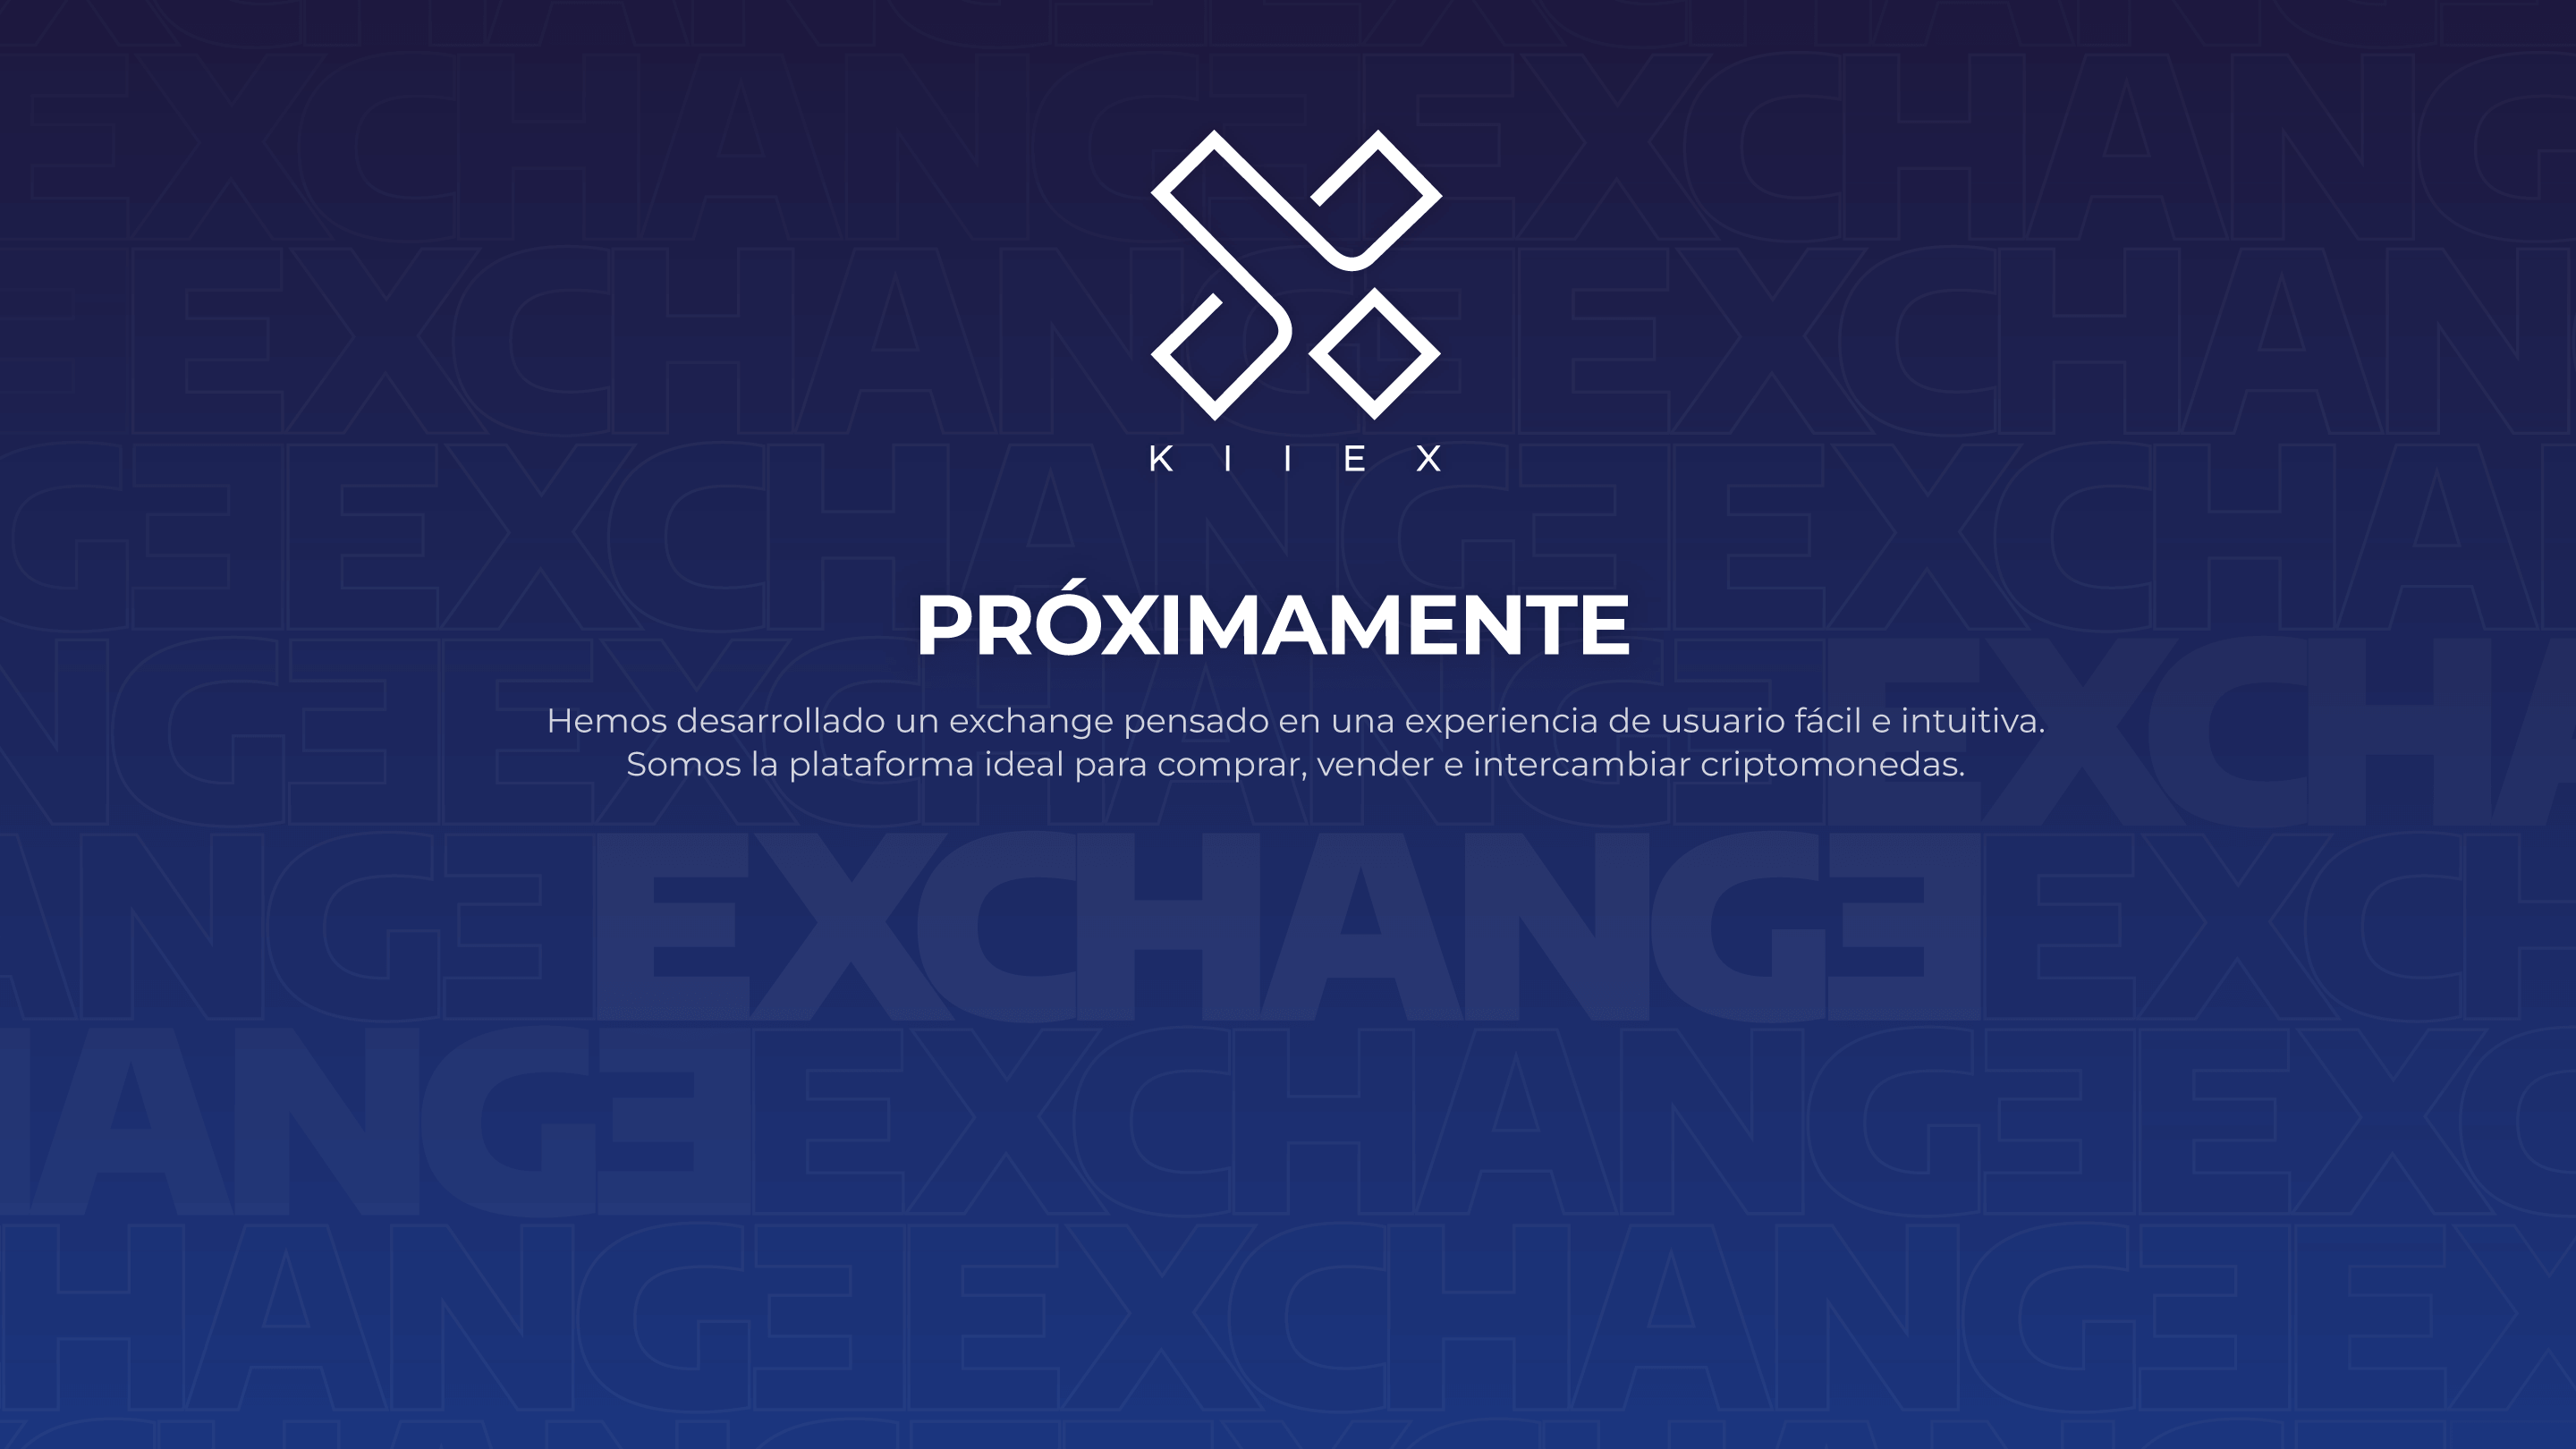 KIIEX
PRÓXIMAMENTE
Hemos desarrollado un exchange pensado en una experiencia de usuario fácil e intuitiva.
Somos la plataforma ideal para comprar, vender e intercambiar criptomonedas.
EXCHANGE